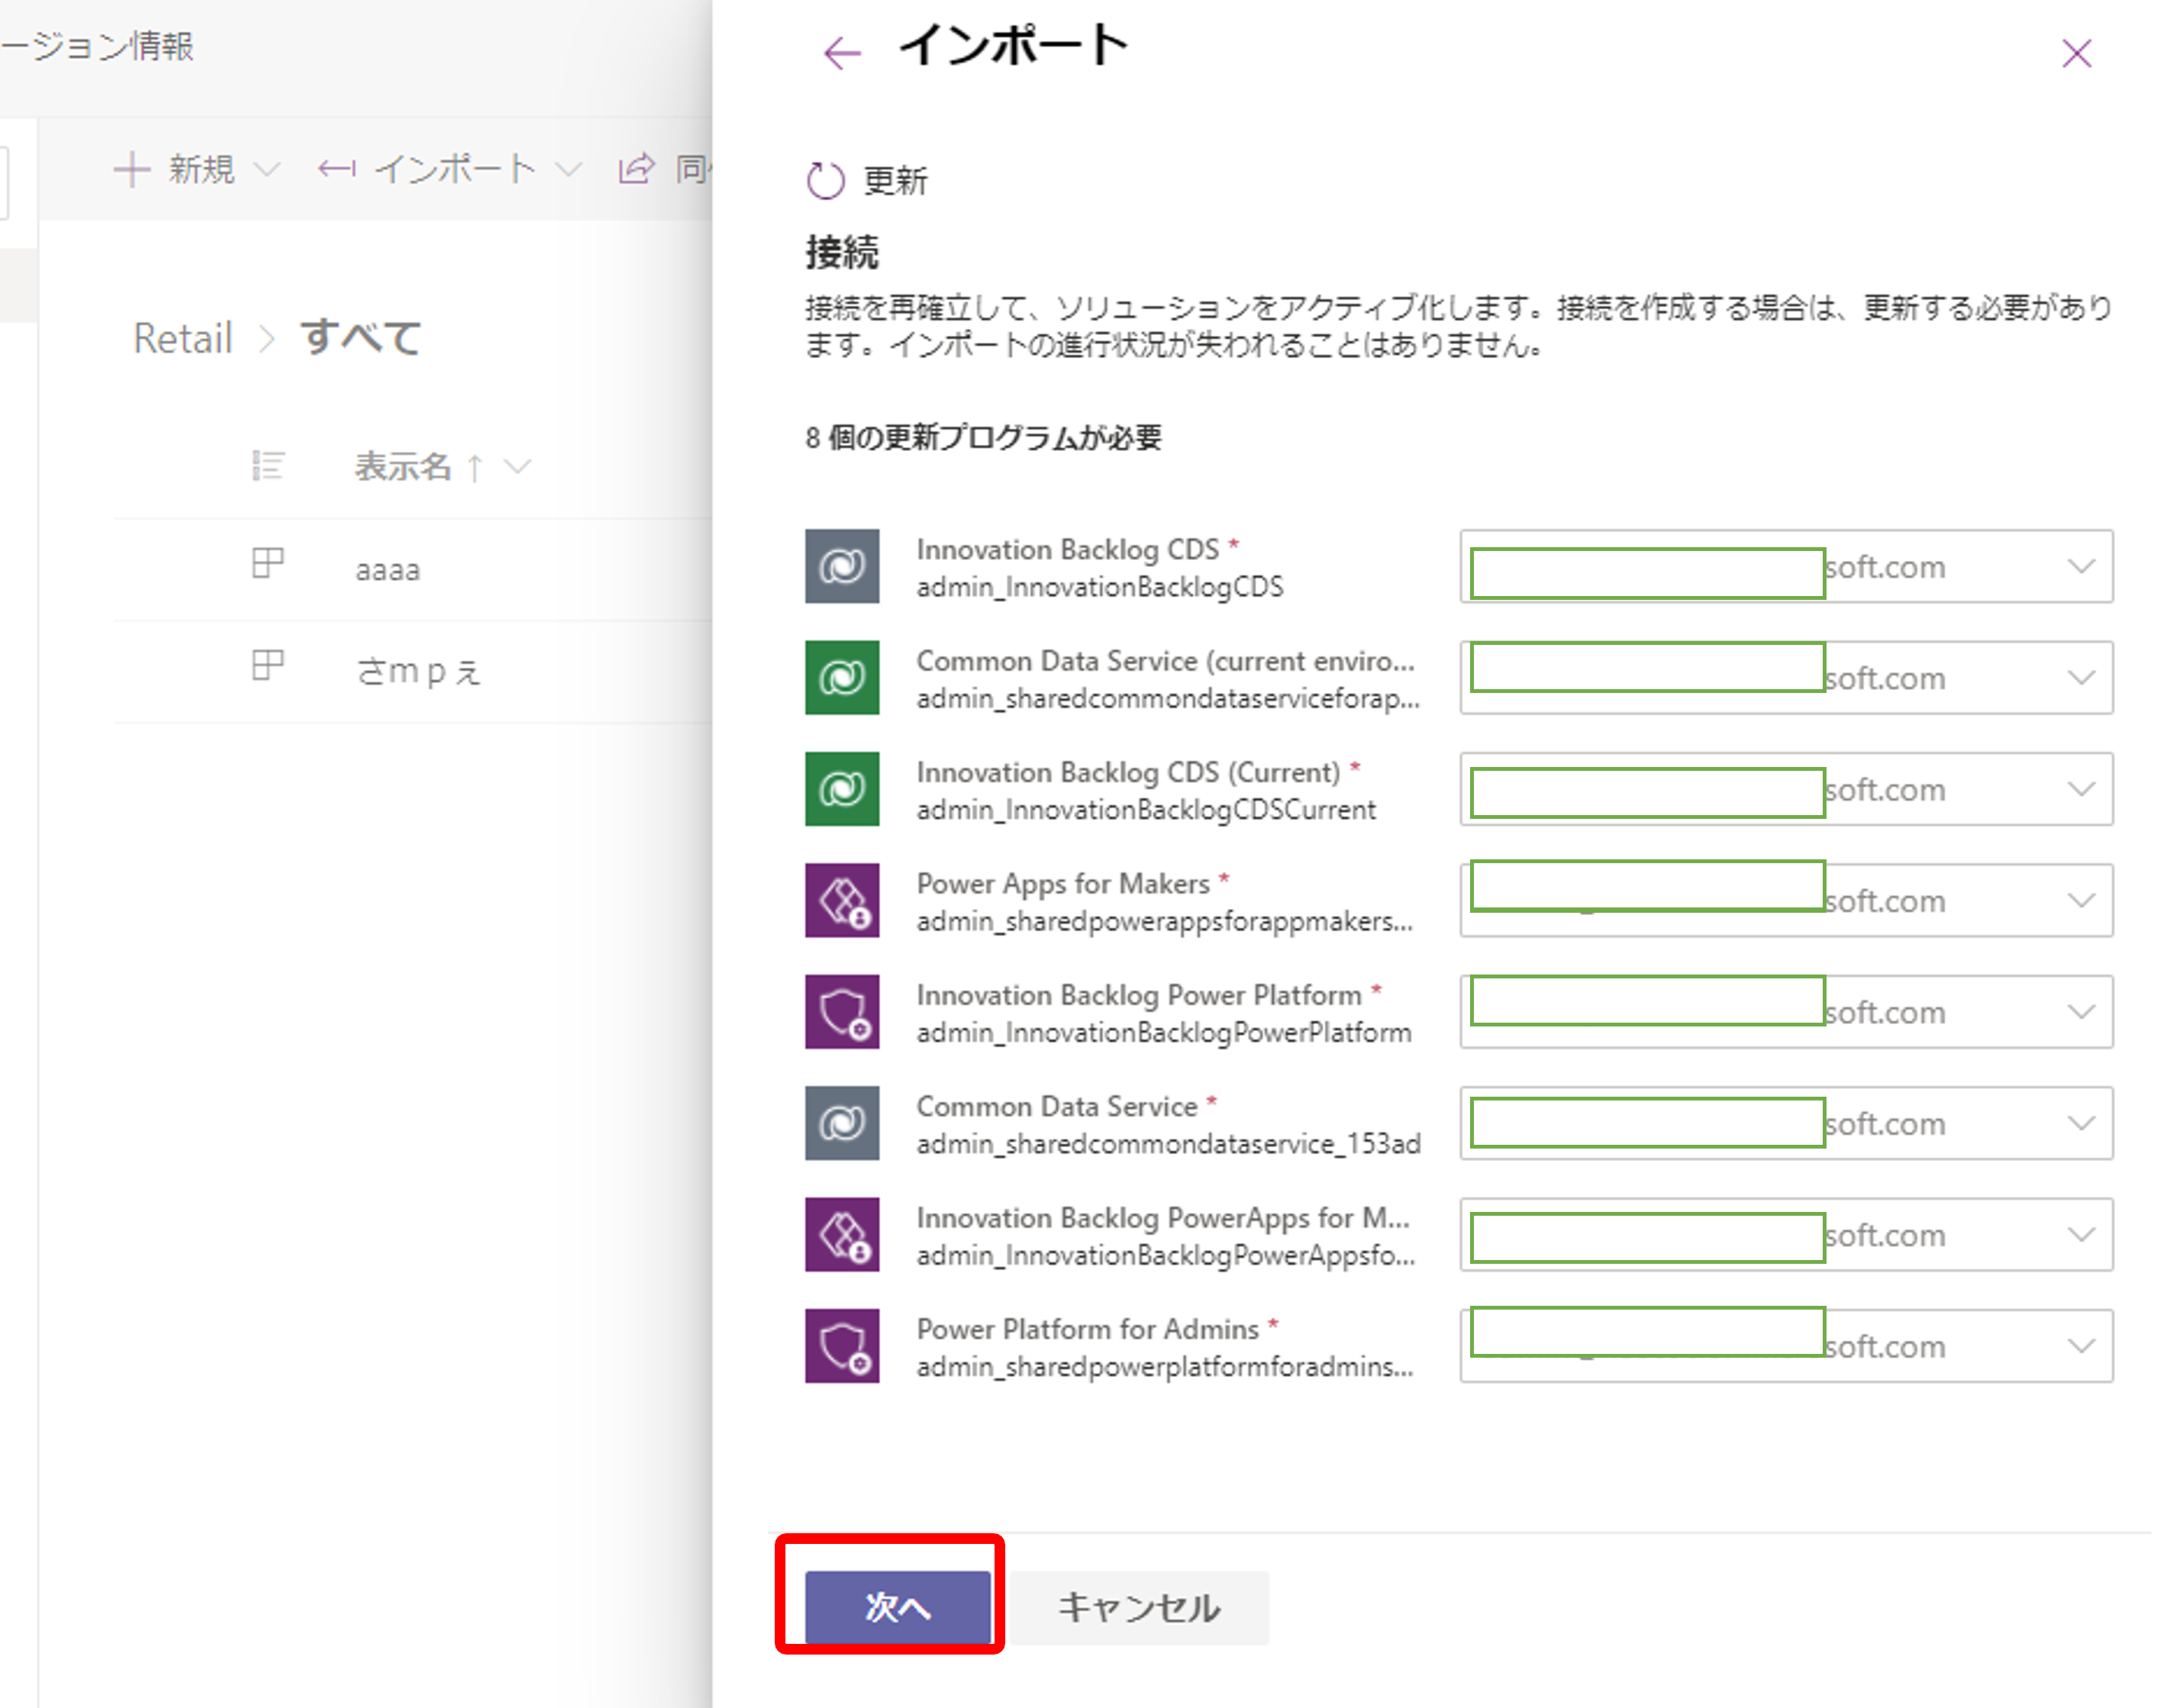 ージョン情報
新規
インポート
Retail > すべて
表示名 ↑
aaaa
さｍｐぇ
インポート
更新
接続
接続を再確立して、ソリューションをアクティブ化します。接続を作成する場合は、更新する必要があり
ます。インポートの進行状況が失われることはありません。
8 個の更新プログラムが必要
Innovation Backlog CDS *
admin_InnovationBacklogCDS
soft.com
Common Data Service (current enviro...
admin_sharedcommondataserviceforap...
soft.com
Innovation Backlog CDS (Current) *
admin_InnovationBacklogCDSCurrent
soft.com
Power Apps for Makers *
admin_sharedpowerappsforappmakers...
soft.com
Innovation Backlog Power Platform *
admin_InnovationBacklogPowerPlatform
soft.com
Common Data Service *
admin_sharedcommondataservice_153ad
soft.com
Innovation Backlog PowerApps for M...
admin_InnovationBacklogPowerAppsfo...
soft.com
Power Platform for Admins *
admin_sharedpowerplatformforadmins...
soft.com
次へ
キャンセル